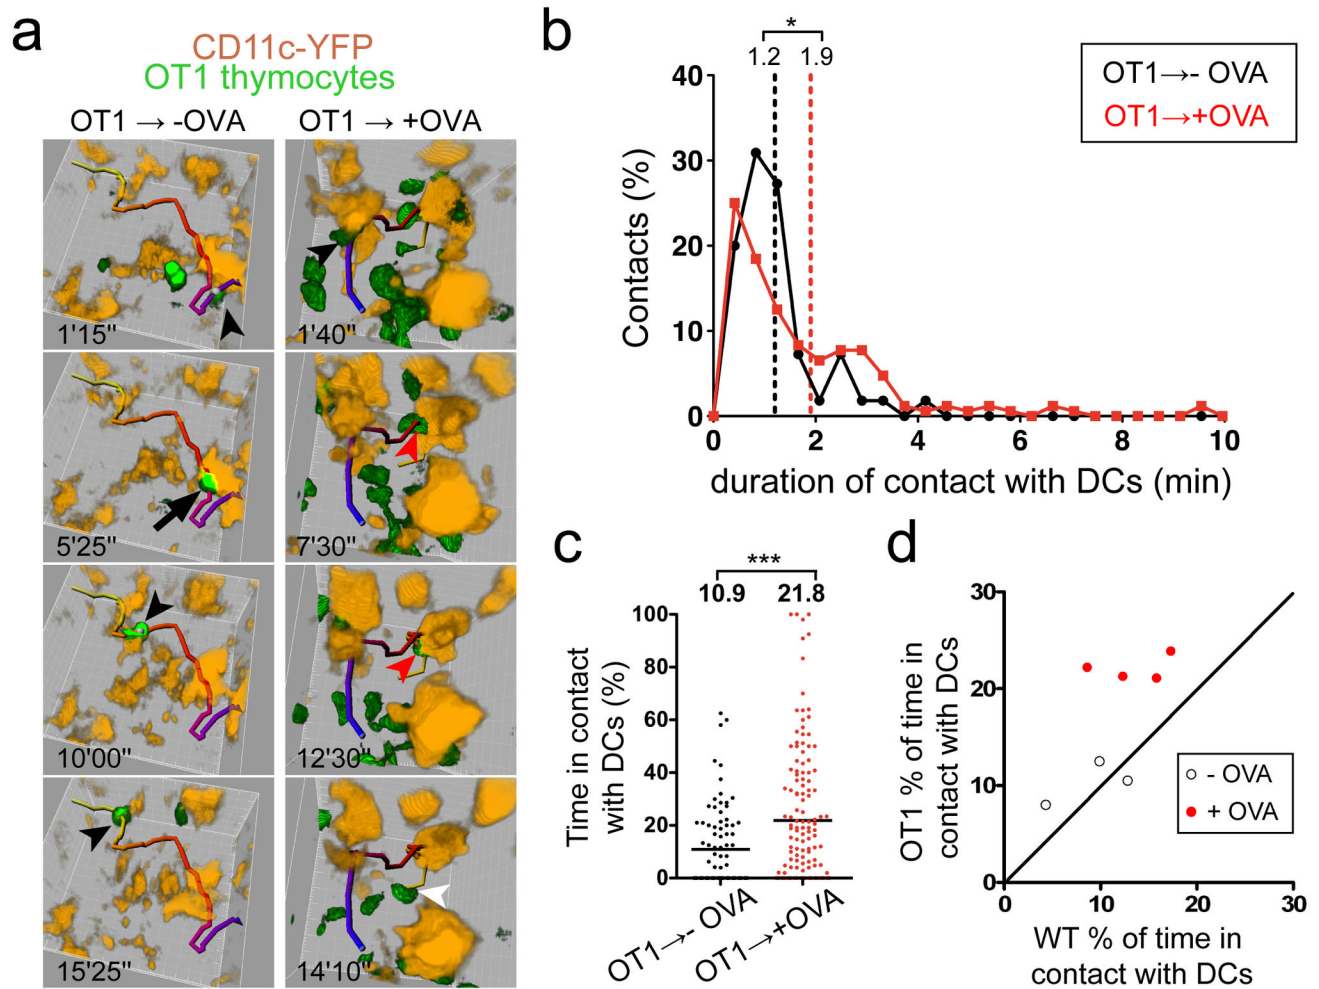 a
CD11c-YFP
OT1 thymocytes
OT1 → -OVA
OT1 → +OVA
1'15"
1'40"
5'25"
7'30"
10'00"
12'30"
15'25"
14'10"
b
*
1.2
1.9
OT1→- OVA
OT1→+OVA
Contacts (%)
40
30
20
10
0
0 2 4 6 8 10
duration of contact with DCs (min)
c
***
10.9
21.8
Time in contact
with DCs (%)
100
80
60
40
20
0
OT1→- OVA
OT1→+OVA
d
OT1 % of time in
contact with DCs
30
20
10
0
- OVA
+ OVA
0 10 20 30
WT % of time in
contact with DCs